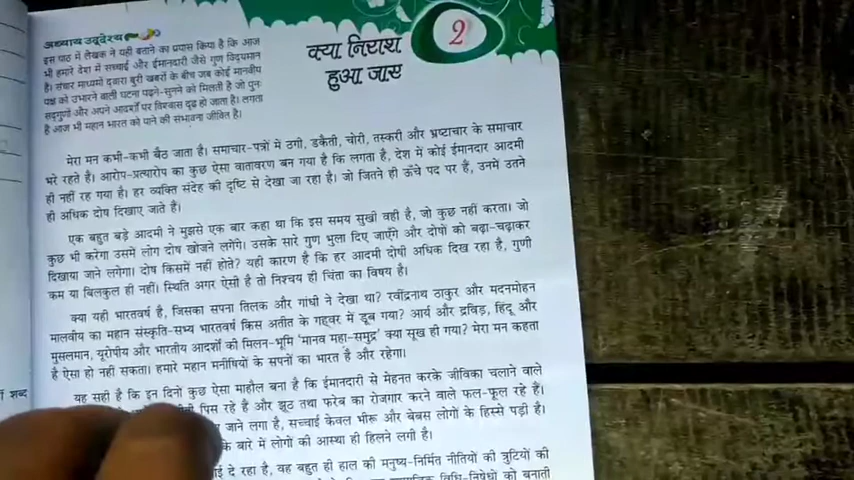 अध्याय उद्देश्य
इस पाठ में लेखक ने यही बताने का प्रयास किया है कि आज
भी हमारे देश में सच्चाई और ईमानदारी जैसे गुण विद्यमान
हैं। संचार माध्यमों द्वारा बुरी खबरों के बीच जब कोई मानवीय
पक्ष को उभारने वाली घटना पढ़ने-सुनने को मिलती है जो पुनः
सद्गुणों और अपने आदर्शों पर विश्वास दृढ़ हो जाता है। लगता
है आज भी महान भारत को पाने की संभावना जीवित है।
क्या निराश
हुआ जाए
2
मेरा मन कभी-कभी बैठ जाता है। समाचार-पत्रों में ठगी, डकैती, चोरी, तस्करी और भ्रष्टाचार के समाचार
भरे रहते हैं। आरोप-प्रत्यारोप का कुछ ऐसा वातावरण बन गया है कि लगता है, देश में कोई ईमानदार आदमी
ही नहीं रह गया है। हर व्यक्ति संदेह की दृष्टि से देखा जा रहा है। जो जितने ही ऊँचे पद पर हैं, उनमें उतने
ही अधिक दोष दिखाए जाते हैं।
एक बहुत बड़े आदमी ने मुझसे एक बार कहा था कि इस समय सुखी वही है, जो कुछ नहीं करता। जो
कुछ भी करेगा उसमें लोग दोष खोजने लगेंगे। उसके सारे गुण भुला दिए जाएँगे और दोषों को बढ़ा-चढ़ाकर
दिखाया जाने लगेगा। दोष किसमें नहीं होते? यही कारण है कि हर आदमी दोषी अधिक दिख रहा है, गुणी
कम या बिलकुल ही नहीं। स्थिति अगर ऐसी है तो निश्चय ही चिंता का विषय है।
क्या यही भारतवर्ष है, जिसका सपना तिलक और गांधी ने देखा था? रवींद्रनाथ ठाकुर और मदनमोहन
मालवीय का महान संस्कृति-सभ्य भारतवर्ष किस अतीत के गह्वर में डूब गया? आर्य और द्रविड़, हिंदू और
मुसलमान, यूरोपीय और भारतीय आदर्शों की मिलन-भूमि 'मानव महा-समुद्र' क्या सूख ही गया? मेरा मन कहता
है ऐसा हो नहीं सकता। हमारे महान मनीषियों के सपनों का भारत है और रहेगा।
यह सही है कि इन दिनों कुछ ऐसा माहौल बना है कि ईमानदारी से मेहनत करके जीविका चलाने वाले
पिस रहे हैं और झूठ तथा फरेब का रोज़गार करने वाले फल-फूल रहे हैं।
जाने लगा है, सच्चाई केवल भीरू और बेबस लोगों के हिस्से पड़ी है।
के बारे में लोगों की आस्था ही हिलने लगी है।
दे रहा है, वह बहुत ही हाल की मनुष्य-निर्मित नीतियों की त्रुटियों की
विधि-निषेधों को बनाती
शब्द